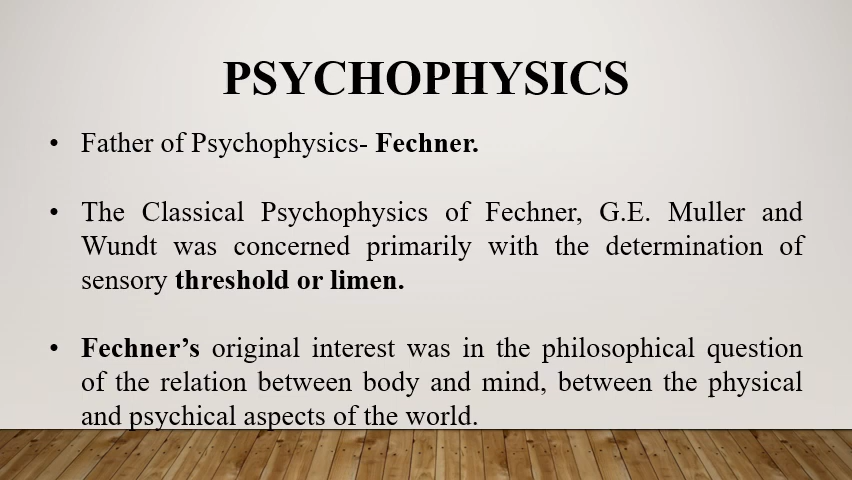 PSYCHOPHYSICS
• Father of Psychophysics- Fechner.
• The Classical Psychophysics of Fechner, G.E. Muller and
Wundt was concerned primarily with the determination of
sensory threshold or limen.
• Fechner’s original interest was in the philosophical question
of the relation between body and mind, between the physical
and psychical aspects of the world.